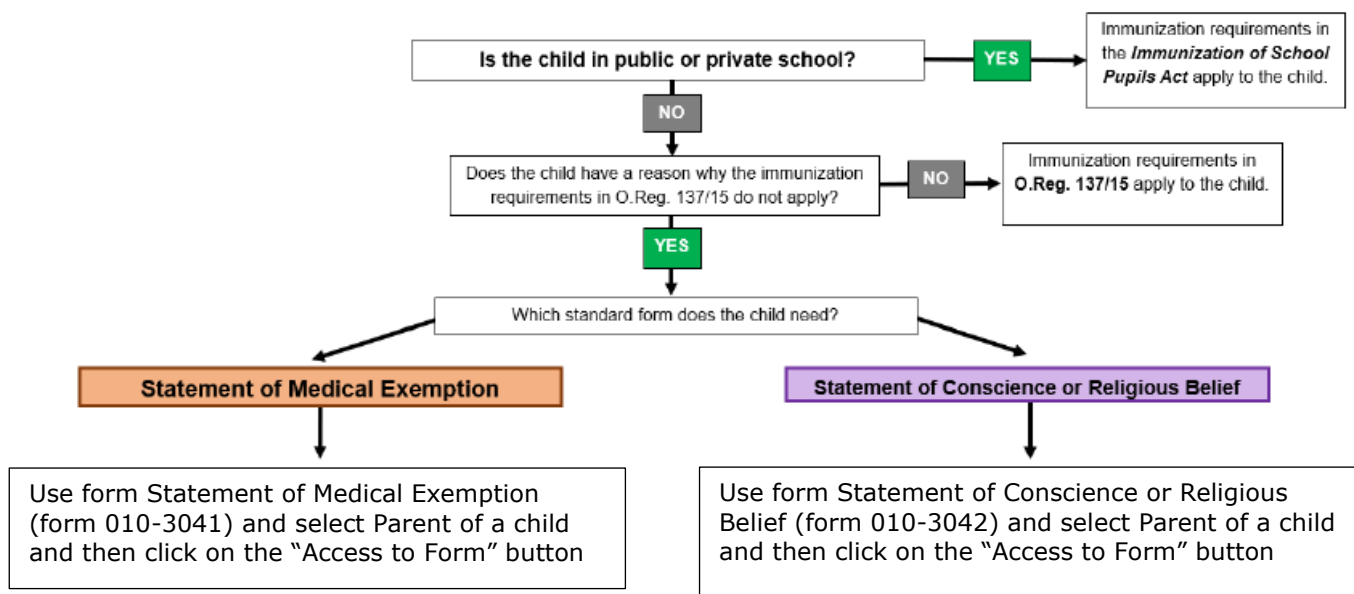 Is the child in public or private school?
YES
Immunization requirements in
the Immunization of School
Pupils Act apply to the child.
NO
Does the child have a reason why the immunization
requirements in O.Reg. 137/15 do not apply?
NO
Immunization requirements in
O.Reg. 137/15 apply to the child.
YES
Which standard form does the child need?
Statement of Medical Exemption
Statement of Conscience or Religious Belief
Use form Statement of Medical Exemption
(form 010-3041) and select Parent of a child
and then click on the “Access to Form” button
Use form Statement of Conscience or Religious
Belief (form 010-3042) and select Parent of a child
and then click on the “Access to Form” button